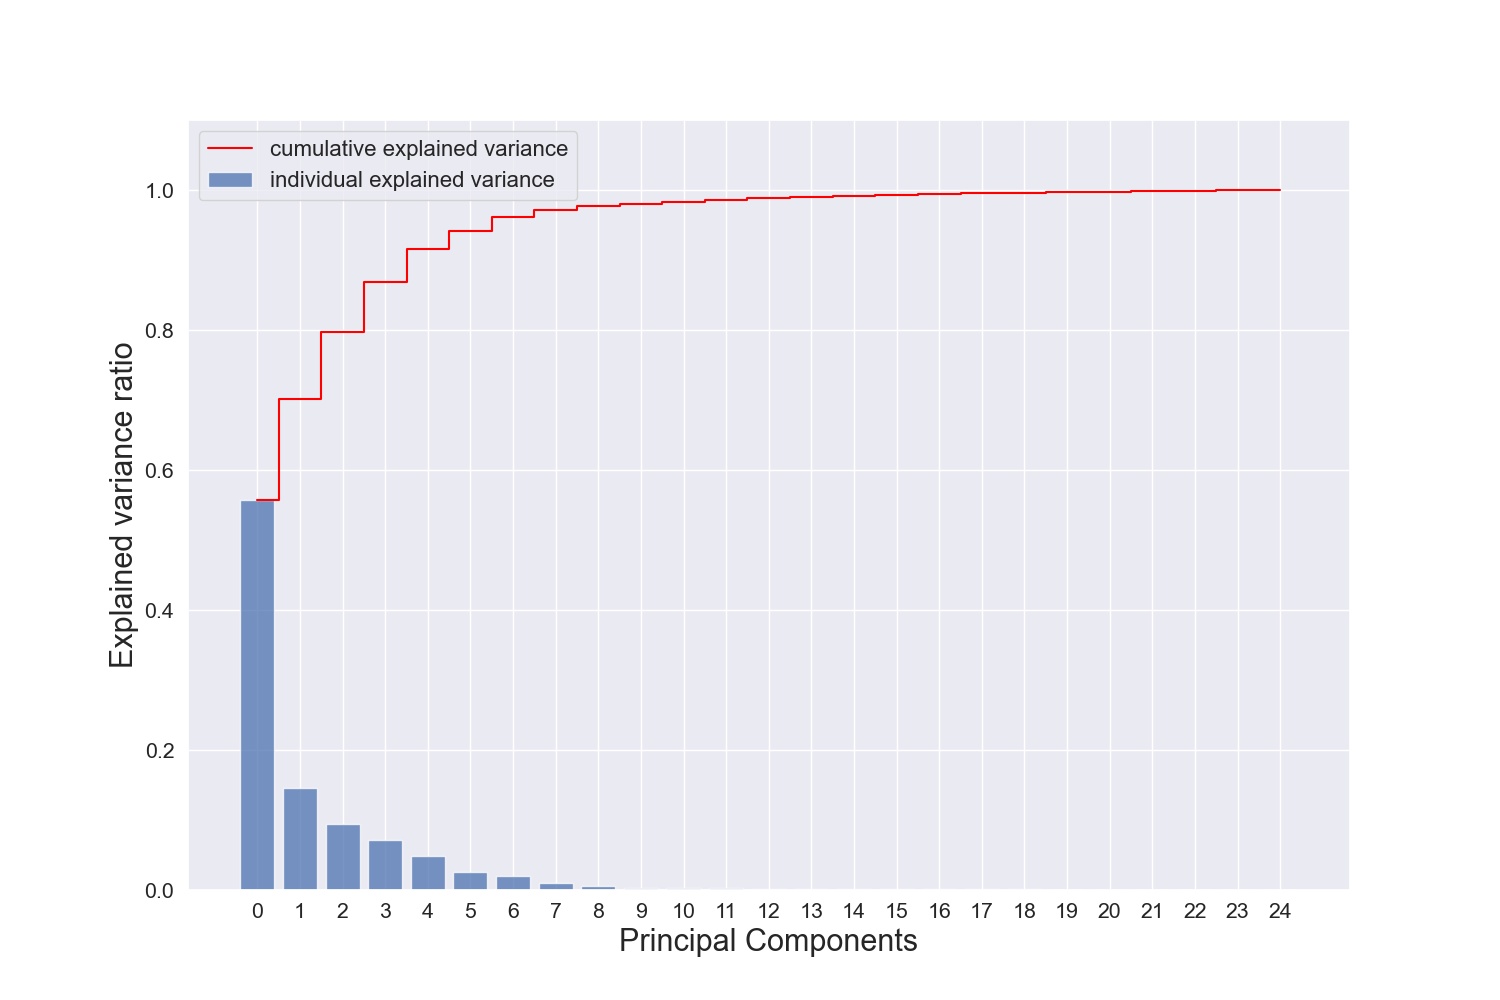 cumulative explained variance
individual explained variance
1.0
0.8
0.6
0.4
0.2
0.0
Explained variance ratio
0 1 2 3 4 5 6 7 8 9 10 11 12 13 14 15 16 17 18 19 20 21 22 23 24
Principal Components